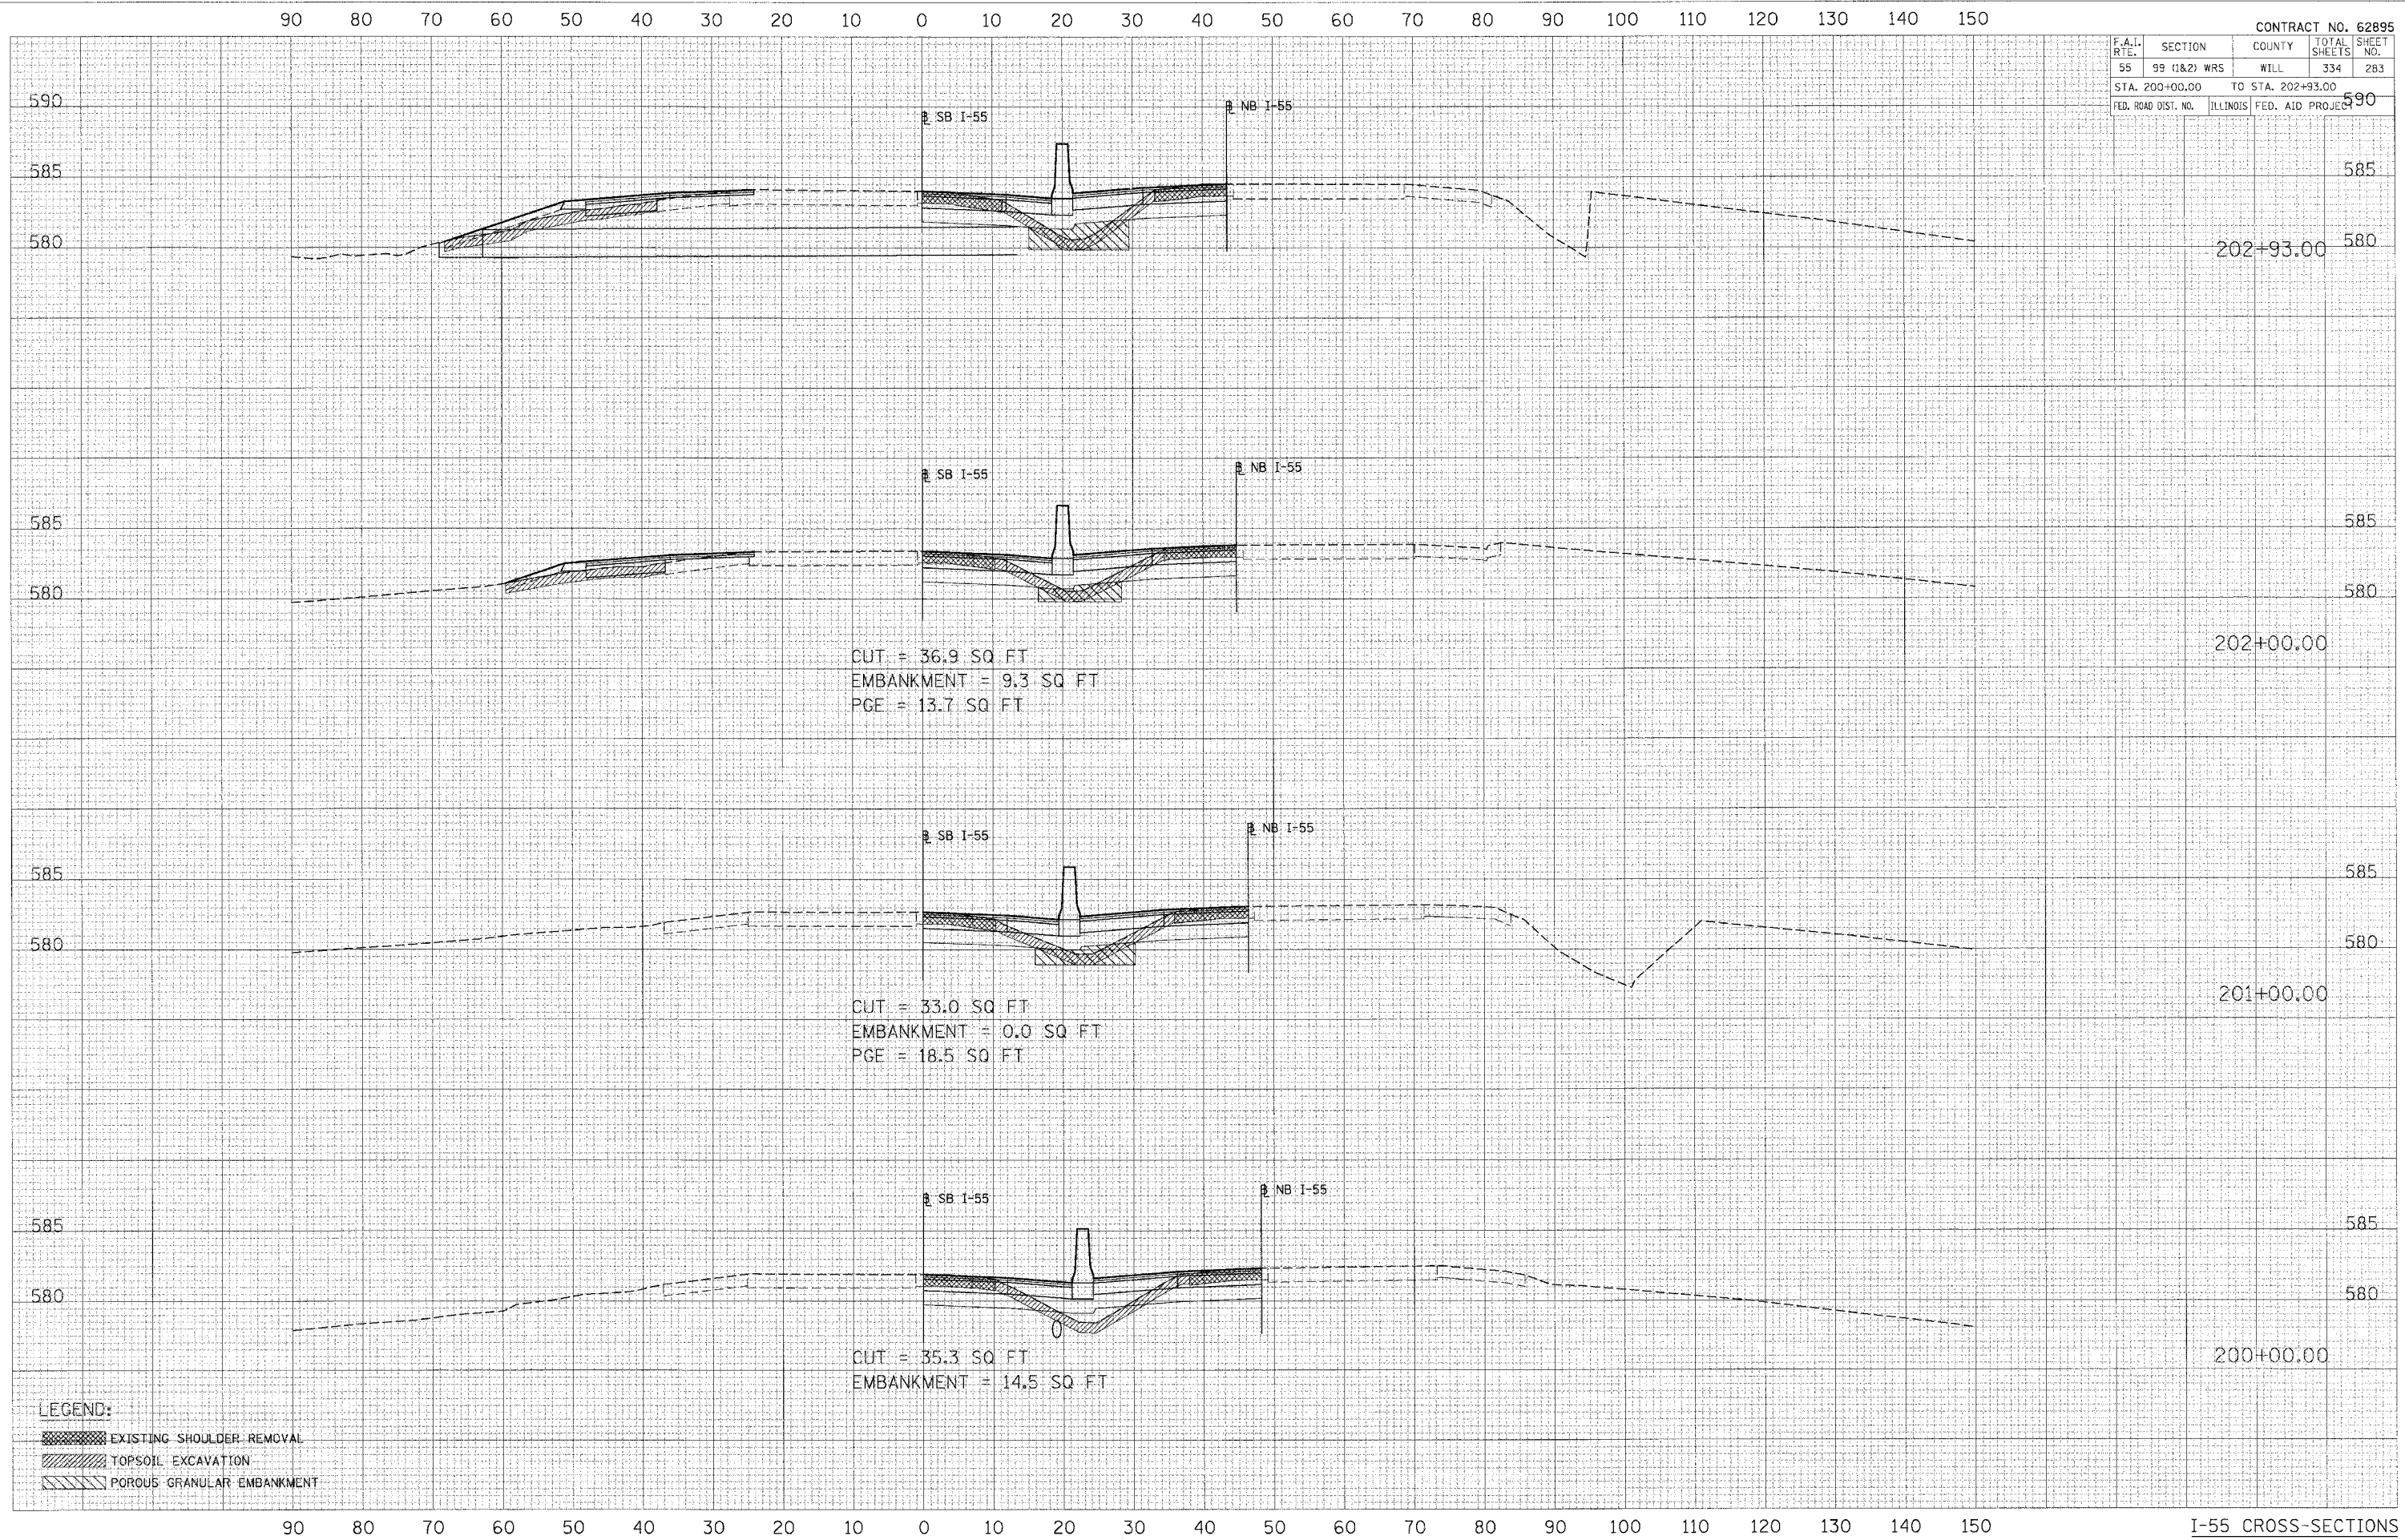 90 80 70 60 50 40 30 20 10 0 10 20 30 40 50 60 70 80 90 100 110 120 130 140 150
CONTRACT NO. 62895
F.A.I. RTE. SECTION COUNTY TOTAL SHEETS SHEET NO.
55 99 (1&2) WRS WILL 334 283
STA. 200+00.00 TO STA. 202+93.00
FED. ROAD DIST. NO. ILLINOIS FED. AID PROJECT
590 590
SB I-55 NB I-55
585 585
580 580
202+93.00
SB I-55 NB I-55
585 585
580 580
202+00.00
CUT = 36.9 SQ FT
EMBANKMENT = 9.3 SQ FT
PGE = 13.7 SQ FT
SB I-55 NB I-55
585 585
580 580
201+00.00
CUT = 33.0 SQ FT
EMBANKMENT = 0.0 SQ FT
PGE = 18.5 SQ FT
SB I-55 NB I-55
585 585
580 580
200+00.00
CUT = 35.3 SQ FT
EMBANKMENT = 14.5 SQ FT
LEGEND:
EXISTING SHOULDER REMOVAL
TOPSOIL EXCAVATION
POROUS GRANULAR EMBANKMENT
90 80 70 60 50 40 30 20 10 0 10 20 30 40 50 60 70 80 90 100 110 120 130 140 150
I-55 CROSS-SECTIONS